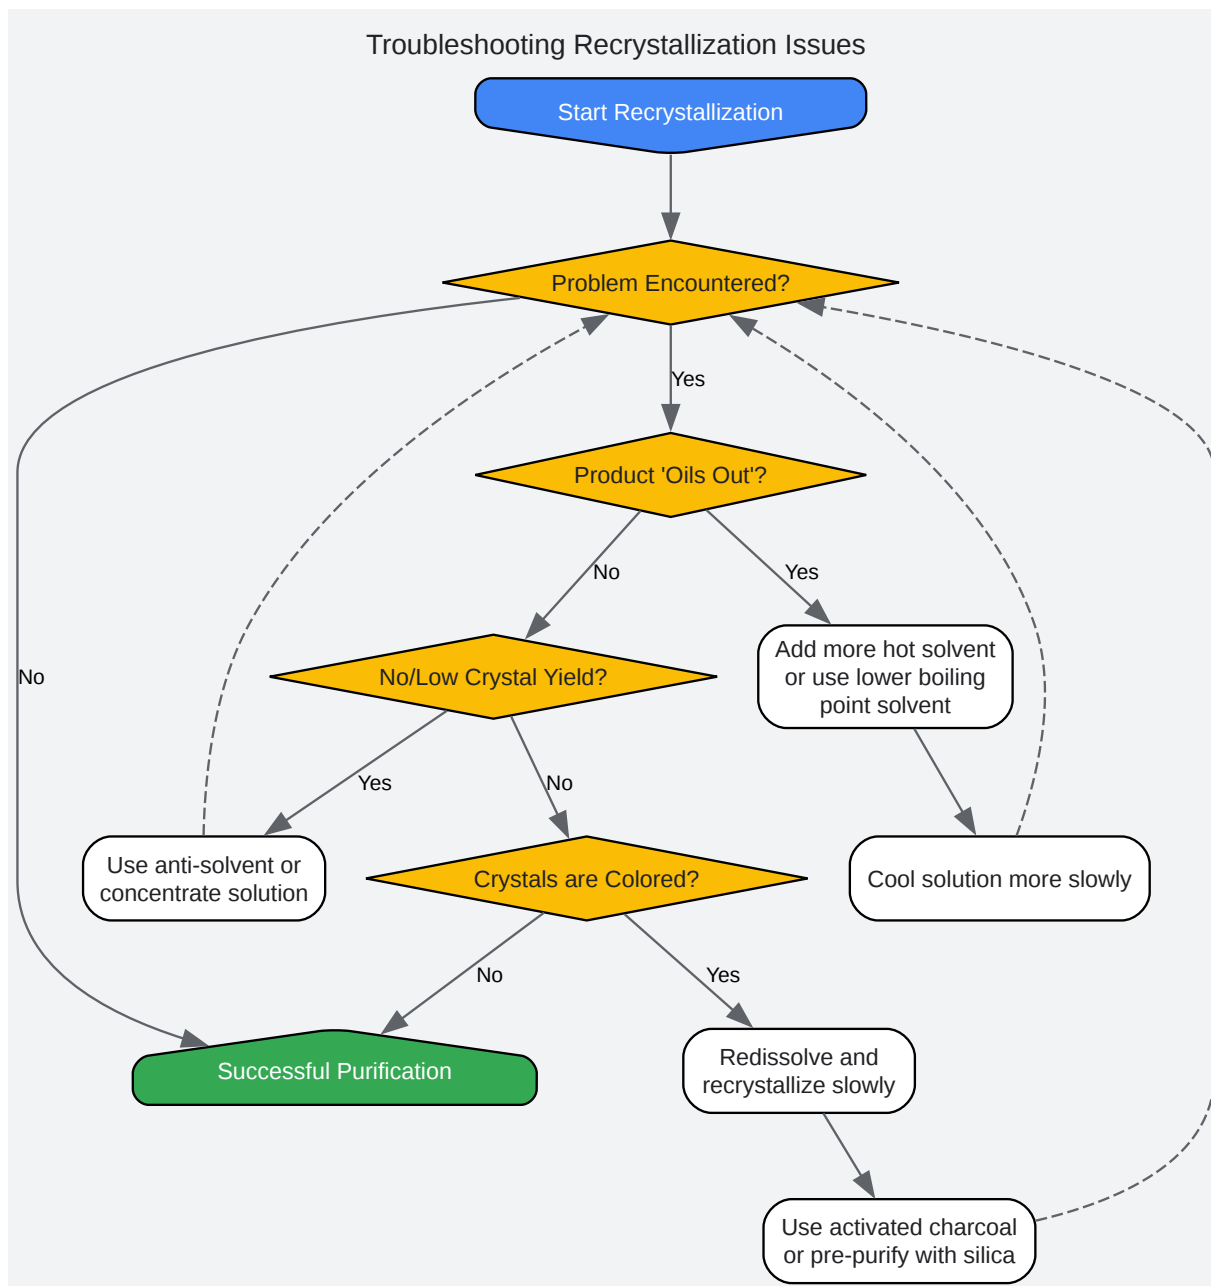 Troubleshooting Recrystallization Issues
Start Recrystallization
Problem Encountered?
Yes
Product 'Oils Out'?
No
Yes
Add more hot solvent
or use lower boiling
point solvent
No/Low Crystal Yield?
No
Yes
No
Use anti-solvent or
concentrate solution
Crystals are Colored?
Cool solution more slowly
No
Yes
Successful Purification
Redissolve and
recrystallize slowly
Use activated charcoal
or pre-purify with silica